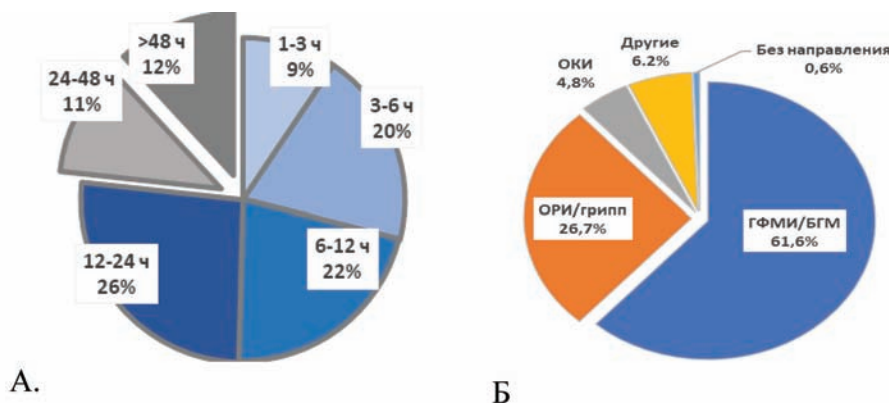 >48 ч
12%
1-3 ч
9%
24-48 ч
11%
3-6 ч
20%
6-12 ч
22%
12-24 ч
26%
А.
Другие
6.2%
Без направления
0,6%
ОКИ
4,8%
ОРИ/грипп
26,7%
ГФМИ/БГМ
61,6%
Б